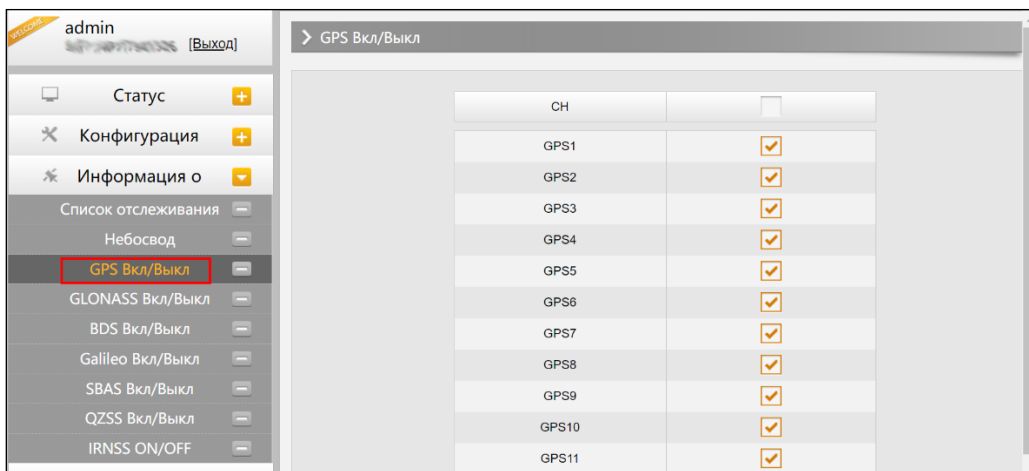 WELCOME
admin
[Выход]
Статус
Конфигурация
Информация о
Список отслеживания
Небосвод
GPS Вкл/Выкл
GLONASS Вкл/Выкл
BDS Вкл/Выкл
Galileo Вкл/Выкл
SBAS Вкл/Выкл
QZSS Вкл/Выкл
IRNSS ON/OFF
GPS Вкл/Выкл
CH
GPS1
GPS2
GPS3
GPS4
GPS5
GPS6
GPS7
GPS8
GPS9
GPS10
GPS11